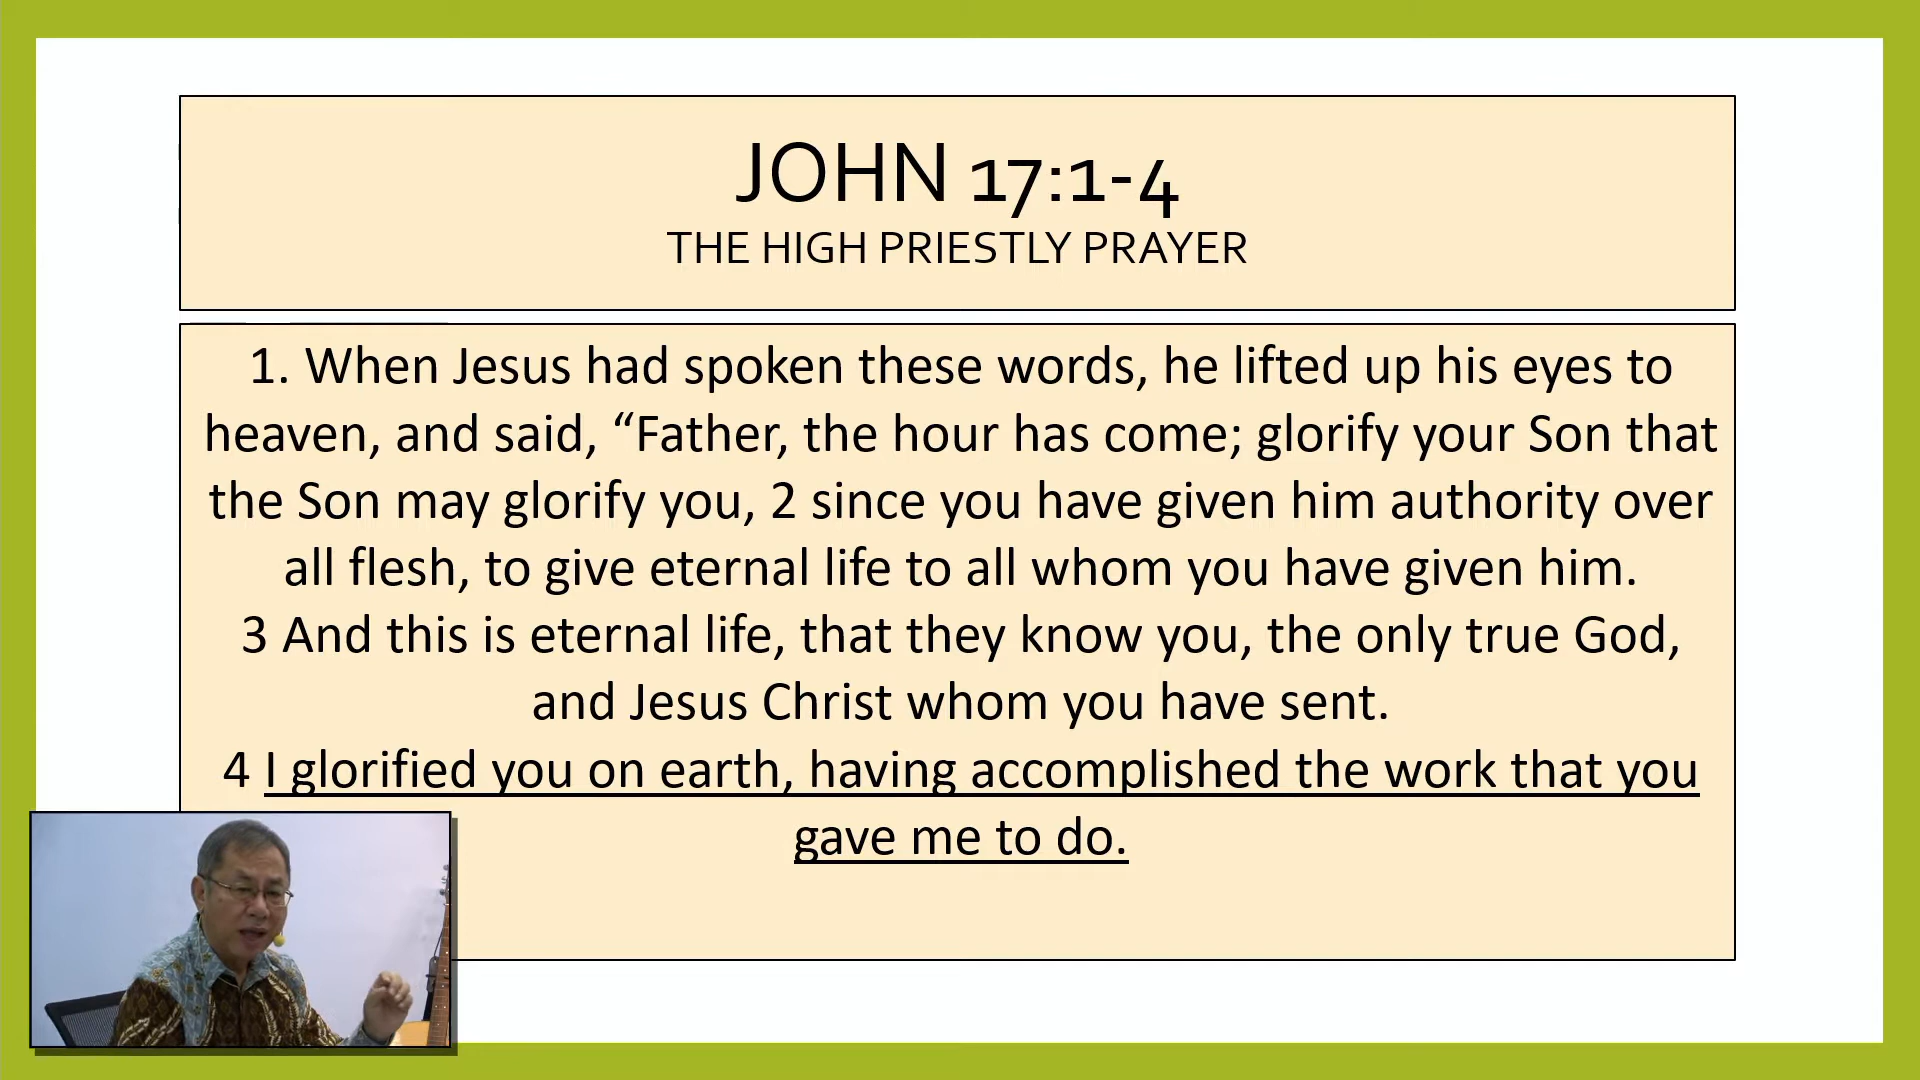 JOHN 17:1-4
THE HIGH PRIESTLY PRAYER
1. When Jesus had spoken these words, he lifted up his eyes to
heaven, and said, “Father, the hour has come; glorify your Son that
the Son may glorify you, 2 since you have given him authority over
all flesh, to give eternal life to all whom you have given him.
3 And this is eternal life, that they know you, the only true God,
and Jesus Christ whom you have sent.
4 I glorified you on earth, having accomplished the work that you
gave me to do.